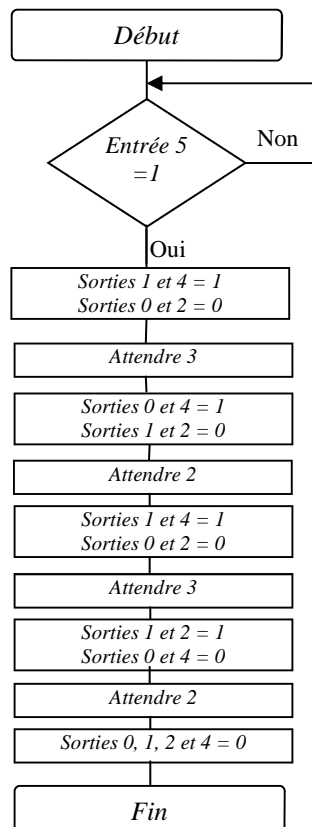 Début
Entrée 5
=1
Non
Oui
Sorties 1 et 4 = 1
Sorties 0 et 2 = 0
Attendre 3
Sorties 0 et 4 = 1
Sorties 1 et 2 = 0
Attendre 2
Sorties 1 et 4 = 1
Sorties 0 et 2 = 0
Attendre 3
Sorties 1 et 2 = 1
Sorties 0 et 4 = 0
Attendre 2
Sorties 0, 1, 2 et 4 = 0
Fin